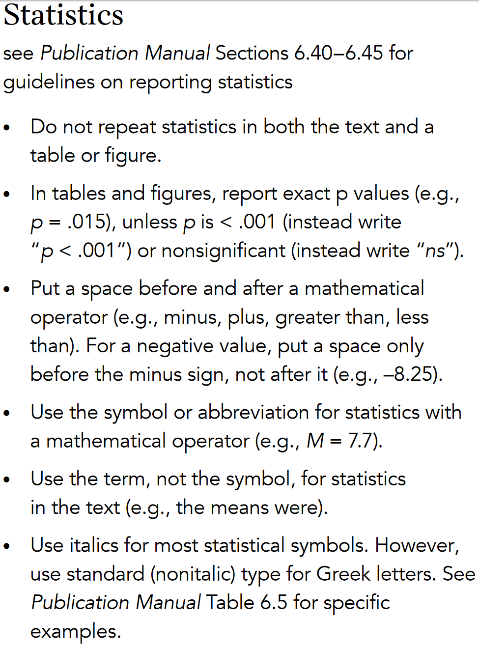 Statistics
see Publication Manual Sections 6.40–6.45 for
guidelines on reporting statistics
• Do not repeat statistics in both the text and a
table or figure.
• In tables and figures, report exact p values (e.g.,
p = .015), unless p is < .001 (instead write
“p < .001”) or nonsignificant (instead write “ns”).
• Put a space before and after a mathematical
operator (e.g., minus, plus, greater than, less
than). For a negative value, put a space only
before the minus sign, not after it (e.g., –8.25).
• Use the symbol or abbreviation for statistics with
a mathematical operator (e.g., M = 7.7).
• Use the term, not the symbol, for statistics
in the text (e.g., the means were).
• Use italics for most statistical symbols. However,
use standard (nonitalic) type for Greek letters. See
Publication Manual Table 6.5 for specific
examples.